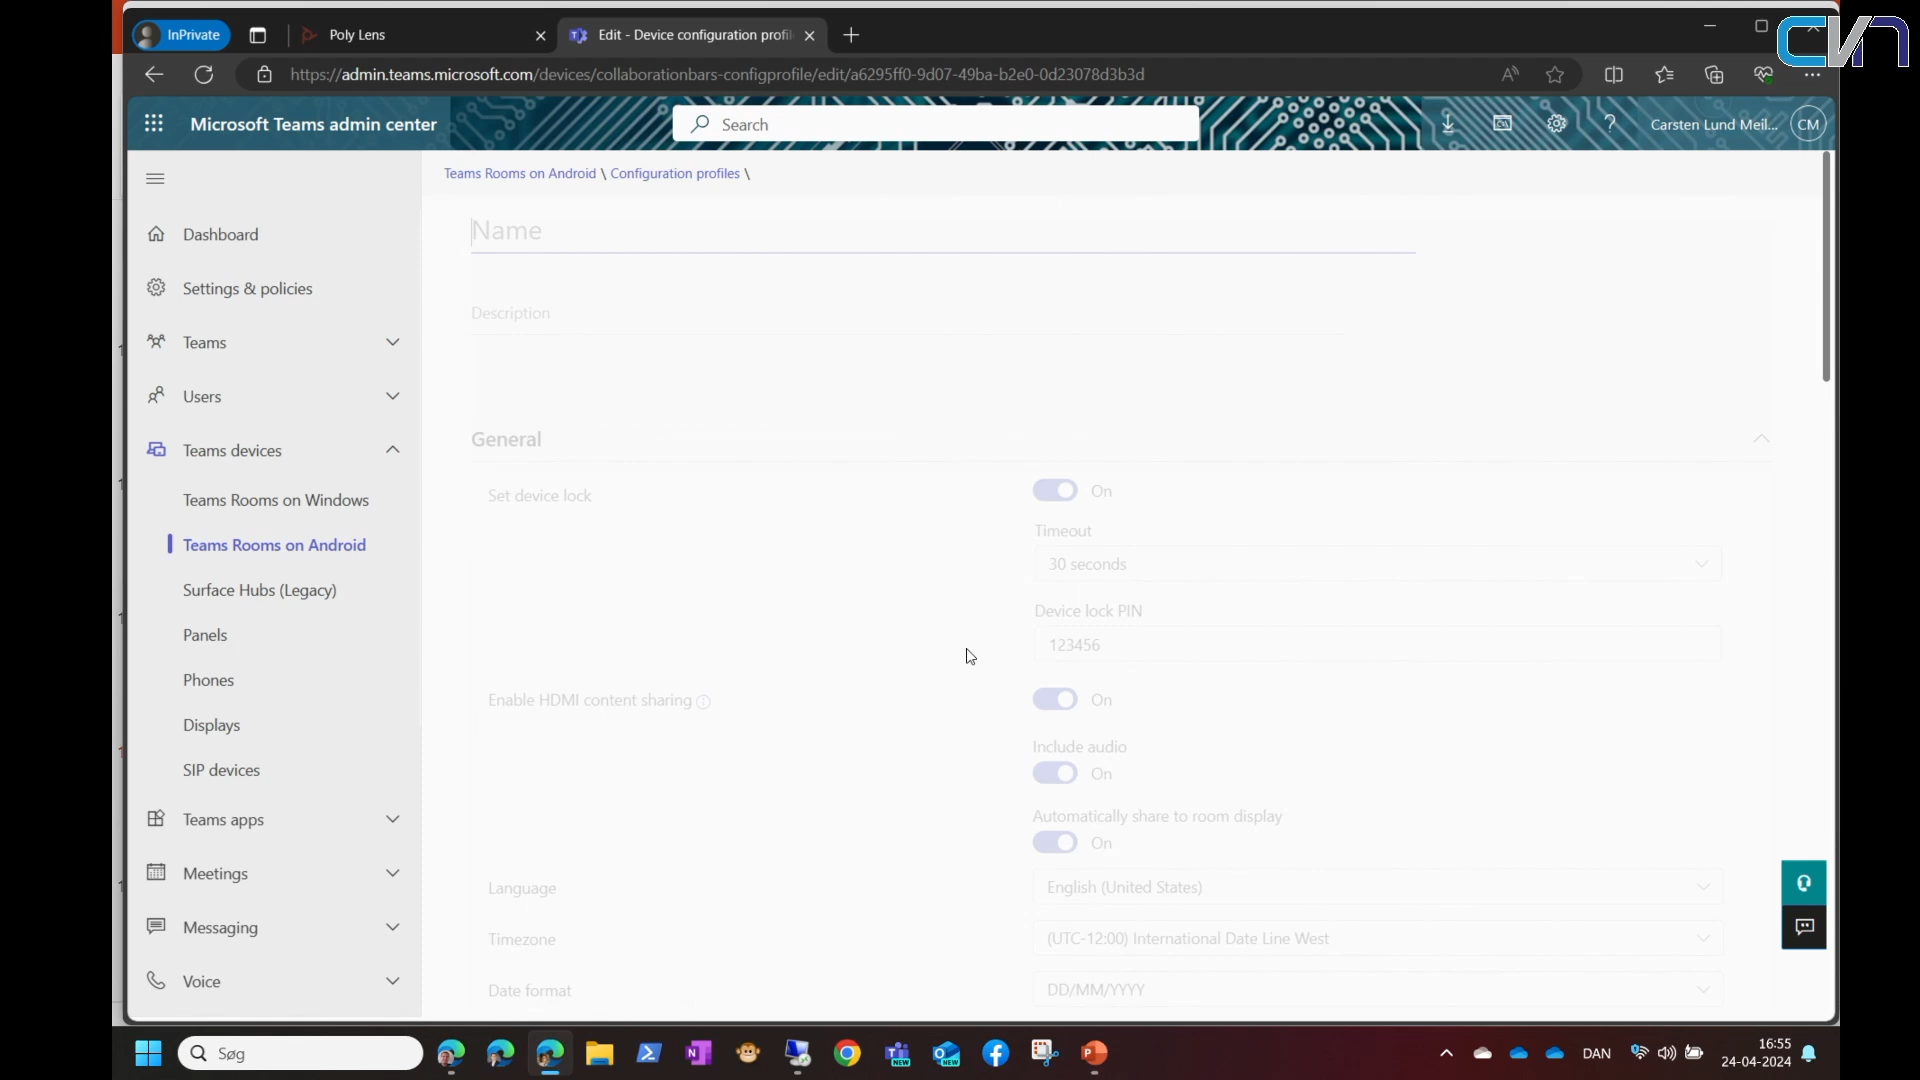 InPrivate
Poly Lens
Edit - Device configuration profil
https://admin.teams.microsoft.com/devices/collaborationbars-configprofile/edit/a6295ff0-9d07-49ba-b2e0-0d23078d3b3d
CVN
Microsoft Teams admin center
Search
Carsten Lund Meil...
CM
Teams Rooms on Android \ Configuration profiles \
Name
Description
Dashboard
Settings & policies
Teams
Users
Teams devices
Teams Rooms on Windows
Teams Rooms on Android
Surface Hubs (Legacy)
Panels
Phones
Displays
SIP devices
Teams apps
Meetings
Messaging
Voice
General
Set device lock
On
Timeout
30 seconds
Device lock PIN
123456
Enable HDMI content sharing
On
Include audio
On
Automatically share to room display
On
Language
English (United States)
Timezone
(UTC-12:00) International Date Line West
Date format
DD/MM/YYYY
Søg
NEW
NEW
DAN
16:55
24-04-2024